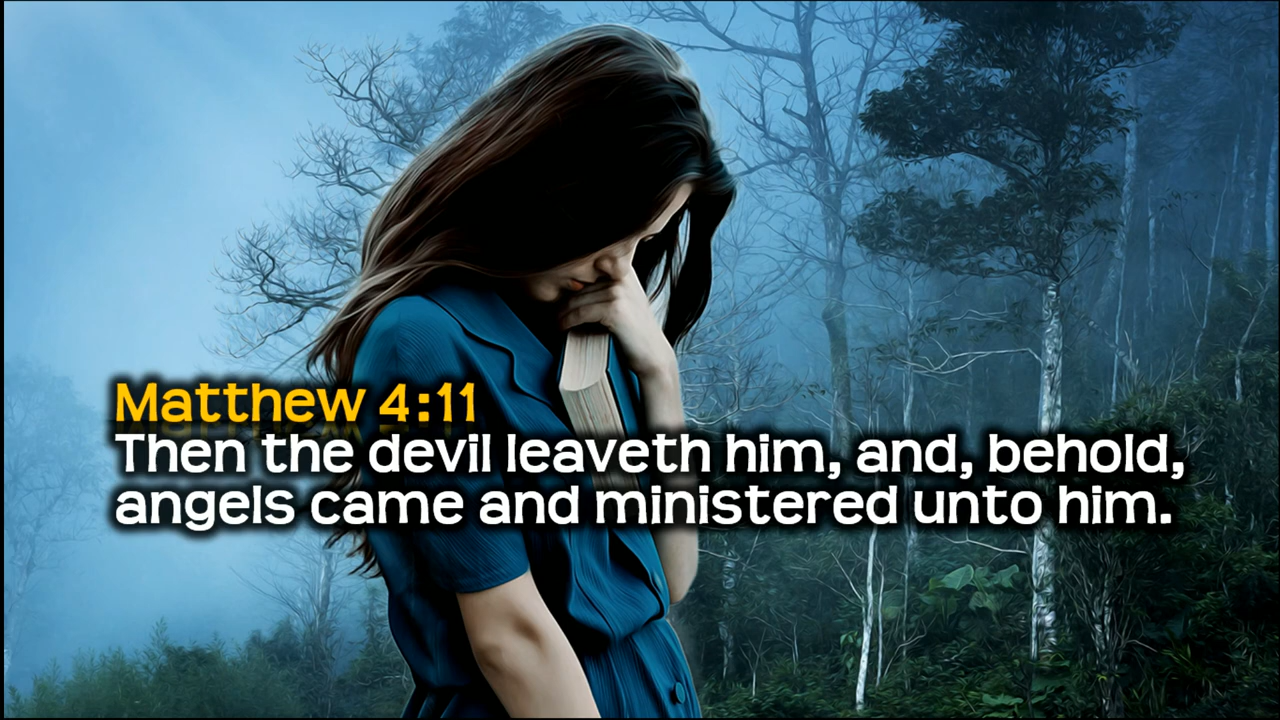 Matthew 4:11
Then the devil leaveth him, and, behold,
angels came and ministered unto him.